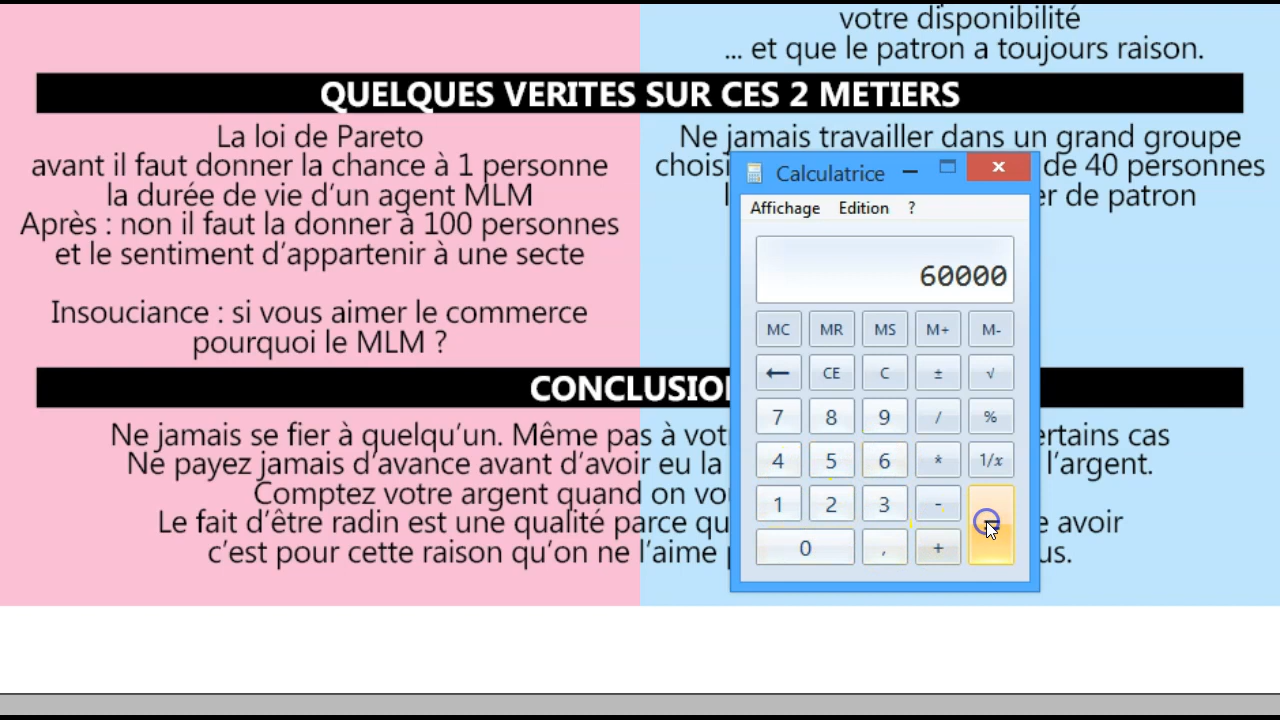 votre disponibilité
... et que le patron a toujours raison.
QUELQUES VERITES SUR CES 2 METIERS
La loi de Pareto
avant il faut donner la chance à 1 personne
la durée de vie d'un agent MLM
Après : non il faut la donner à 100 personnes
et le sentiment d'appartenir à une secte
Insouciance : si vous aimer le commerce
pourquoi le MLM ?
Ne jamais travailler dans un grand groupe
choisi de 40 personnes
er de patron
CONCLUSIO
Ne jamais se fier à quelqu'un. Même pas à vot ertains cas
Ne payez jamais d'avance avant d'avoir eu la l'argent.
Comptez votre argent quand on vo
Le fait d'être radin est une qualité parce qu e avoir
c'est pour cette raison qu'on ne l'aime us.
Calculatrice
Affichage Edition ?
60000
MC MR MS M+ M-
← CE C ± √
7 8 9 / %
4 5 6 * 1/x
1 2 3 - =
0 , +